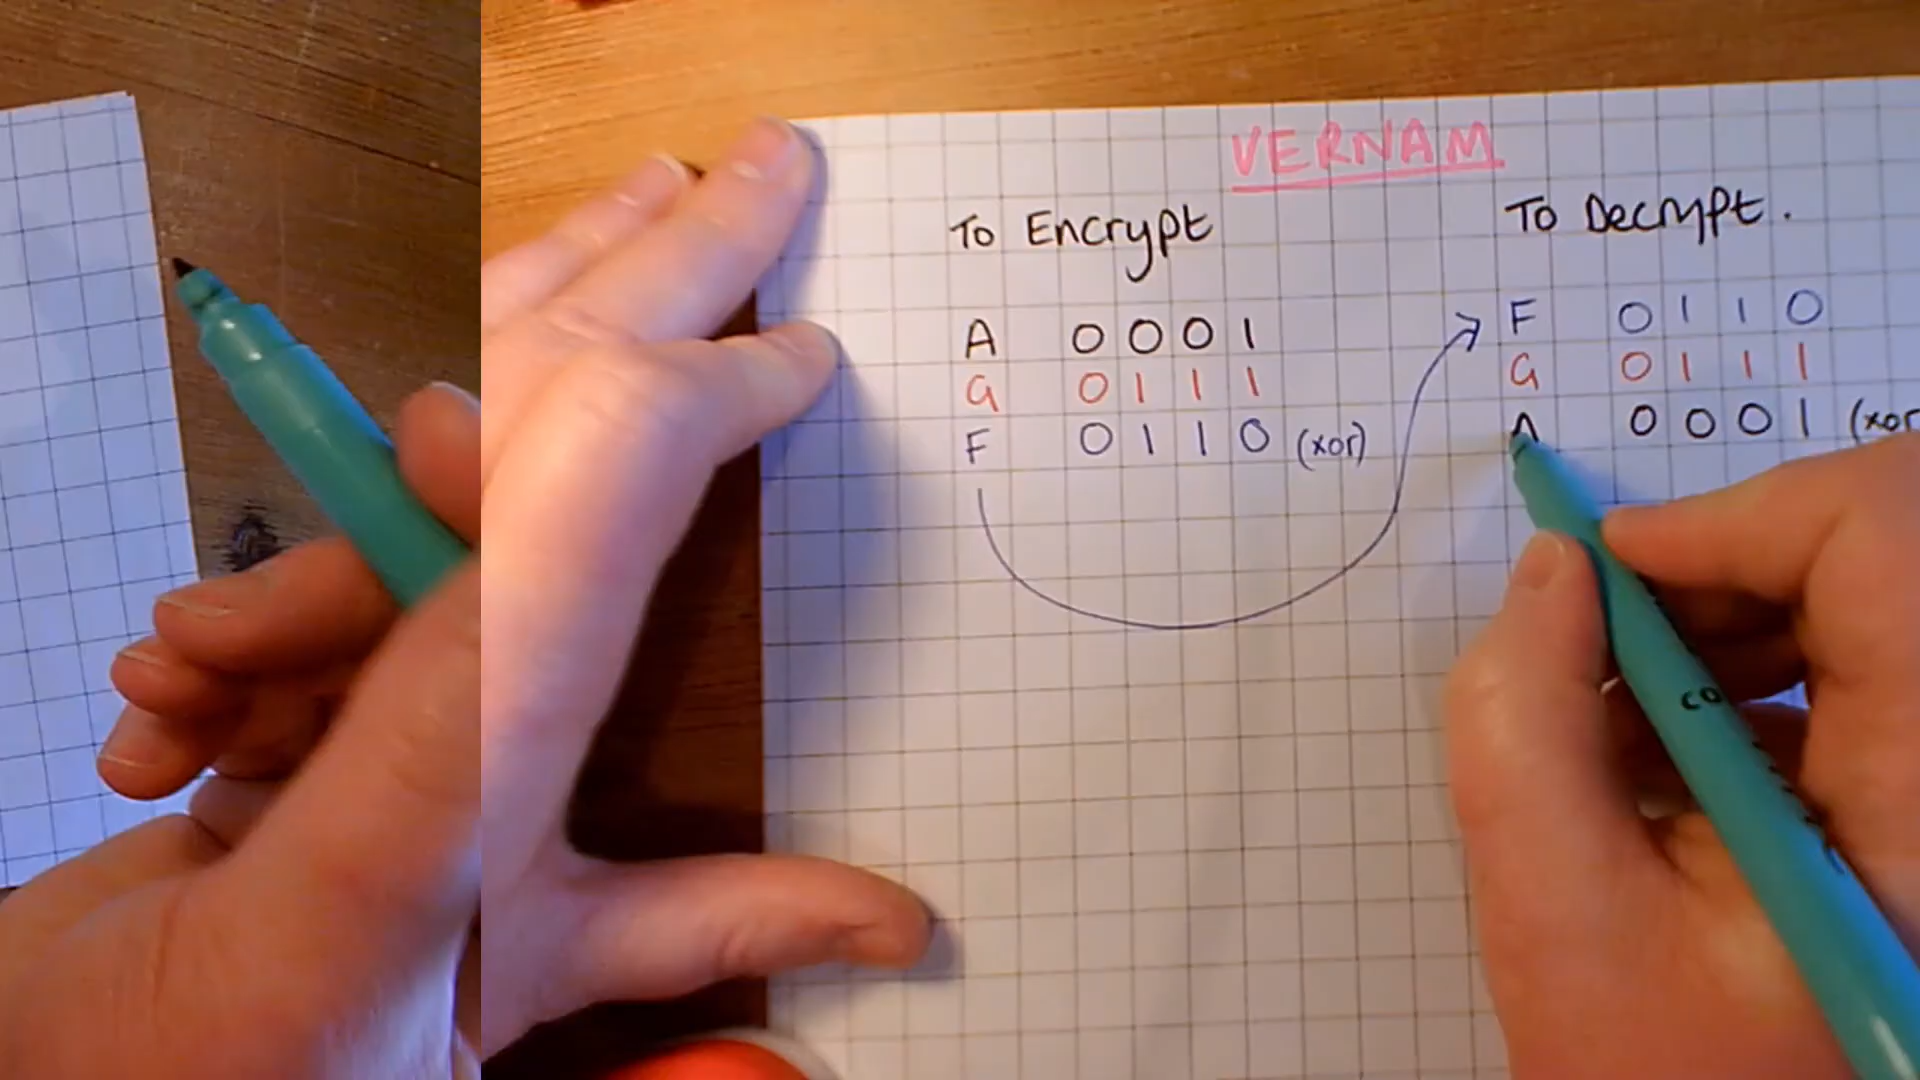 VERNAM
To Encrypt
A 0 0 0 1
G 0 1 1 1
F 0 1 1 0 (xor)
To Decrypt.
F 0 1 1 0
G 0 1 1 1
A 0 0 0 1 (xor